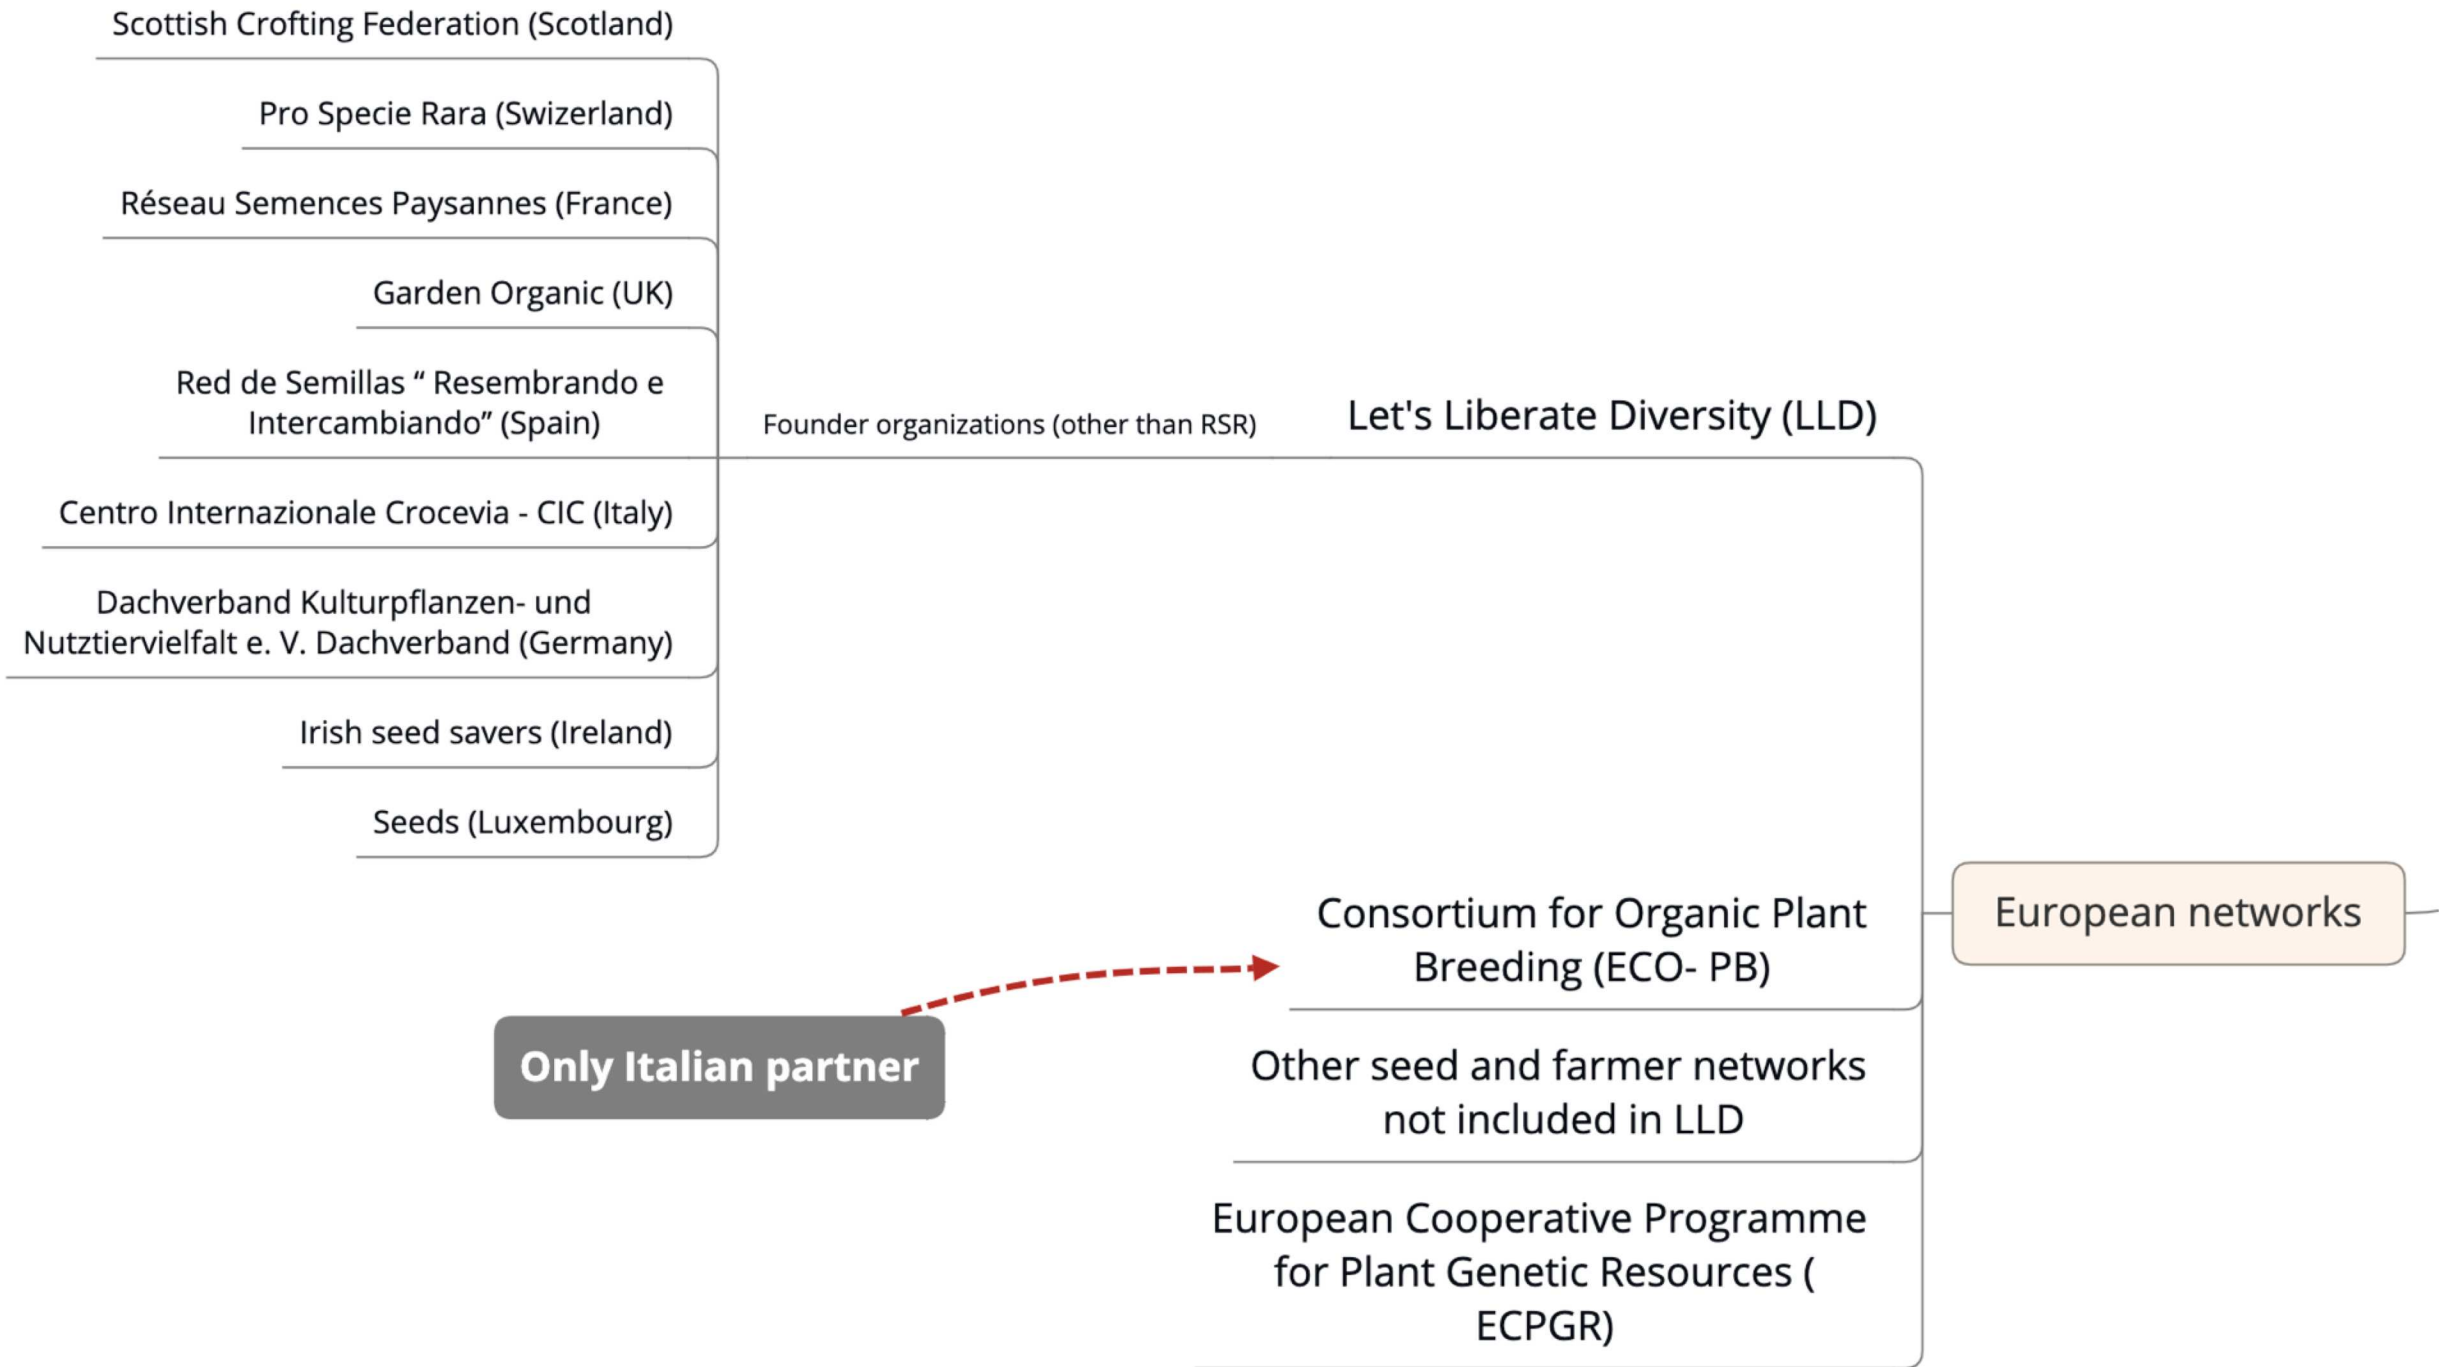 Scottish Crofting Federation (Scotland)
Pro Specie Rara (Swizerland)
Réseau Semences Paysannes (France)
Garden Organic (UK)
Red de Semillas “ Resembrando e
Intercambiando” (Spain)
Centro Internazionale Crocevia - CIC (Italy)
Dachverband Kulturpflanzen- und
Nutztiervielfalt e. V. Dachverband (Germany)
Irish seed savers (Ireland)
Seeds (Luxembourg)
Founder organizations (other than RSR)
Let's Liberate Diversity (LLD)
Consortium for Organic Plant
Breeding (ECO- PB)
Only Italian partner
Other seed and farmer networks
not included in LLD
European Cooperative Programme
for Plant Genetic Resources (
ECPGR)
European networks